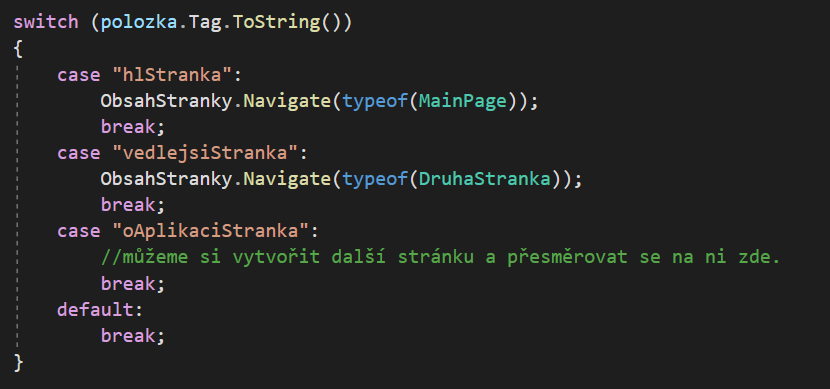 switch (polozka.Tag.ToString())
{
    case "hlStranka":
        ObsahStranky.Navigate(typeof(MainPage));
        break;
    case "vedlejsiStranka":
        ObsahStranky.Navigate(typeof(DruhaStranka));
        break;
    case "oAplikaciStranka":
        //můžeme si vytvořit další stránku a přesměrovat se na ni zde.
        break;
    default:
        break;
}